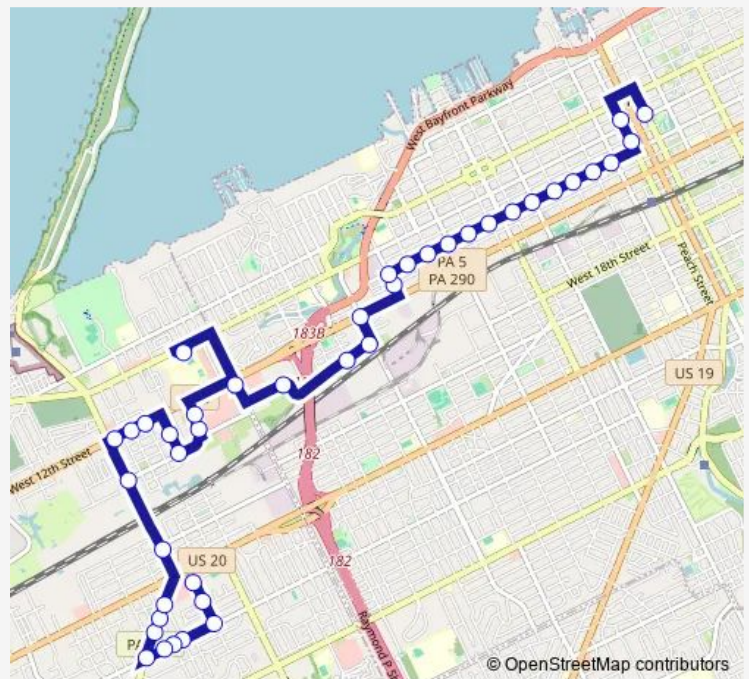 West Bayfront Parkway
PA 5
PA 290
West 18th Street
Peach Street
183B
US 19
West 12th Street
182
US 20
182
PA
Raymond P St
© OpenStreetMap contributors